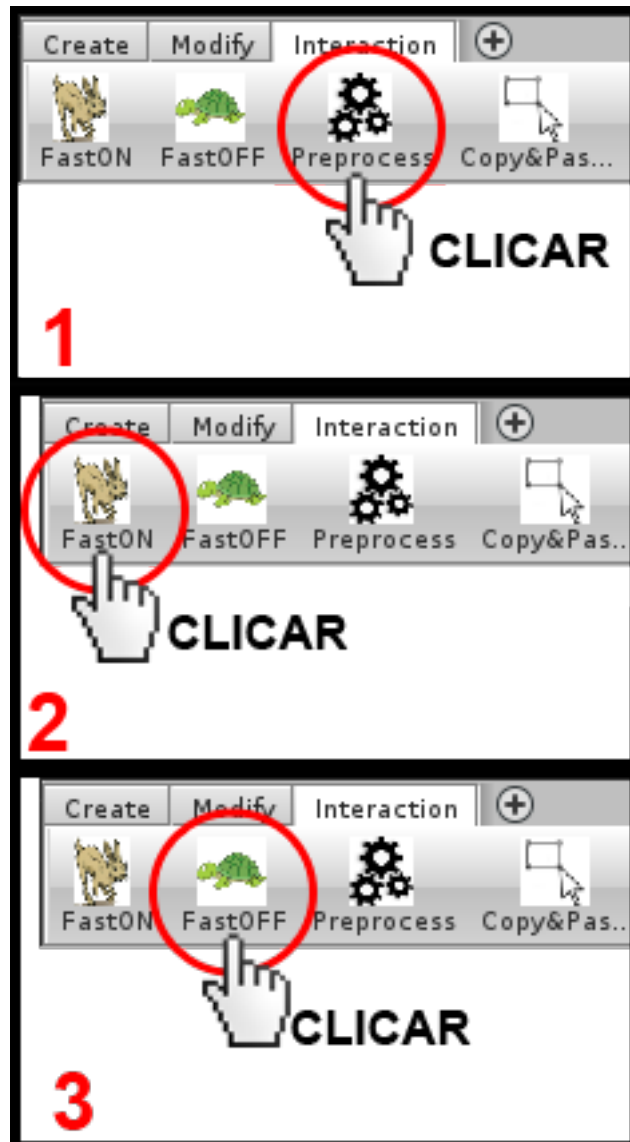 Create Modify Interaction
FastON FastOFF Preprocess Copy&Pas...
CLICAR
1
Create Modify Interaction
FastON FastOFF Preprocess Copy&Pas..
CLICAR
2
Create Modify Interaction
FastON FastOFF Preprocess Copy&Pas..
CLICAR
3